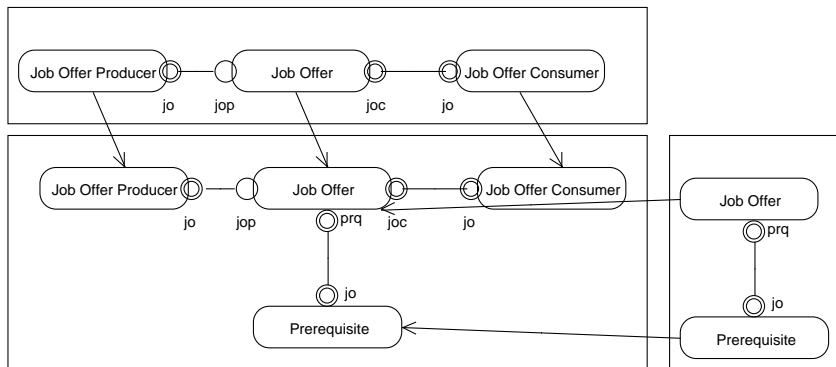 Job Offer Producer
Job Offer
Job Offer Consumer
jo
jop
joc
jo
Job Offer Producer
Job Offer
Job Offer Consumer
jo
jop
prq
joc
jo
jo
Prerequisite
Job Offer
prq
jo
Prerequisite